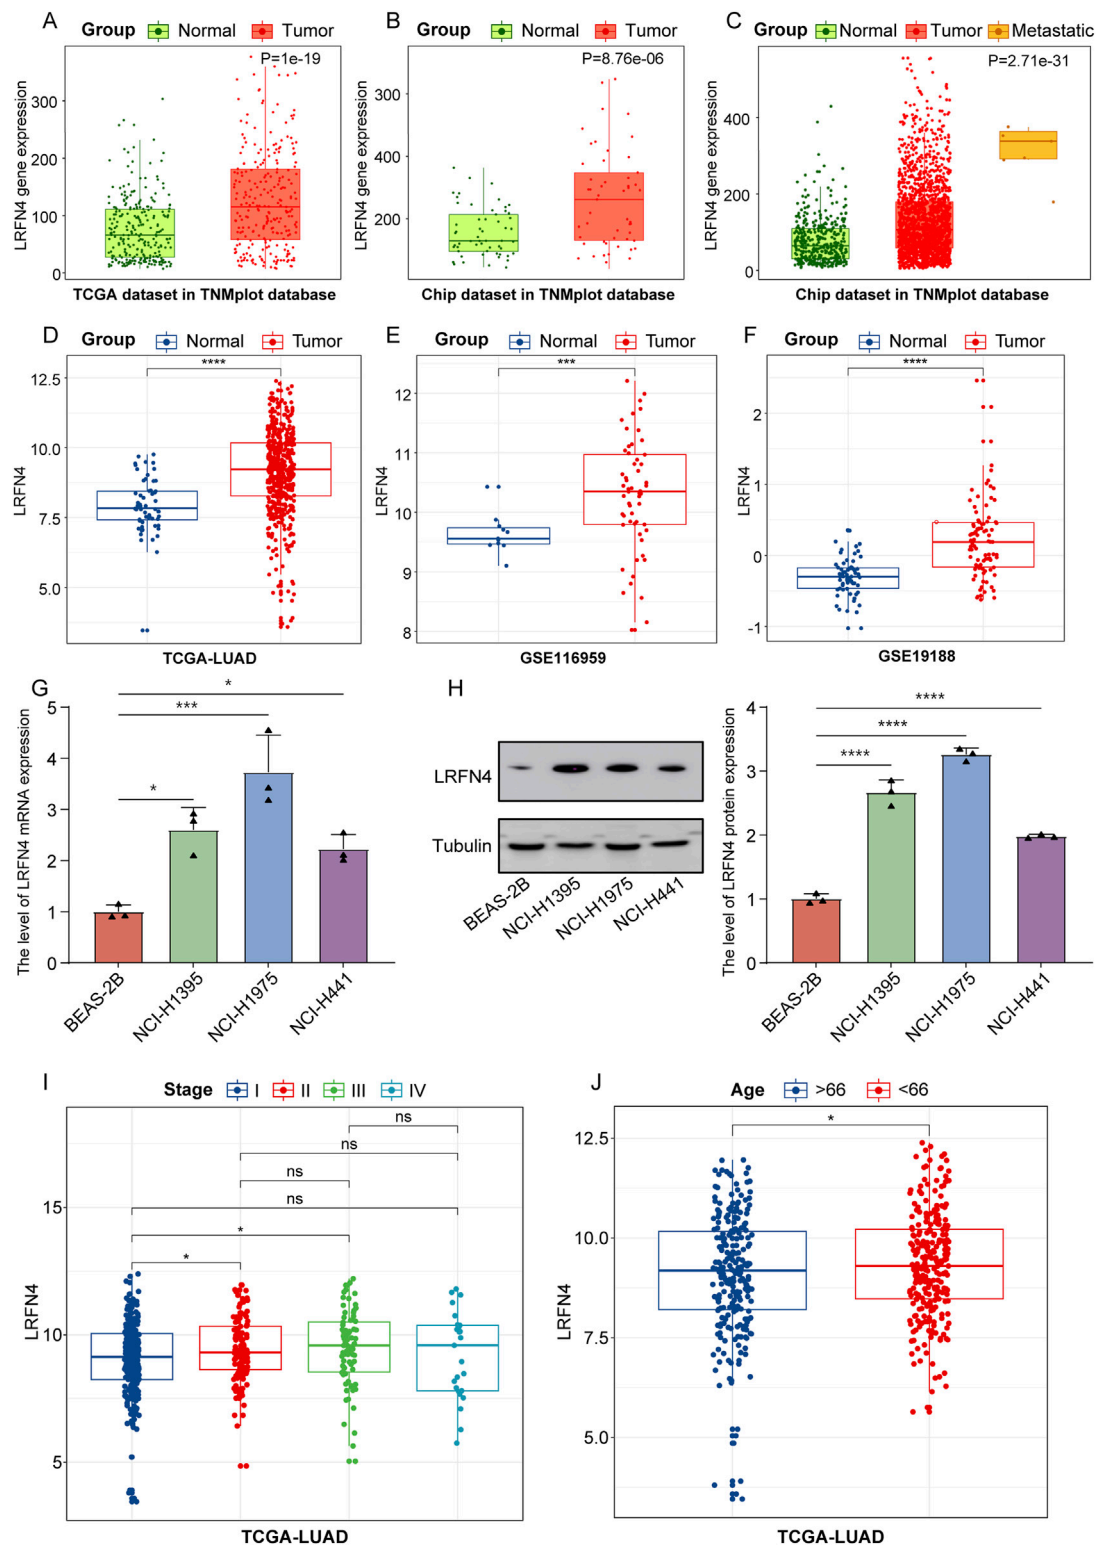 A
Group Normal Tumor
P=1e-19
LRFN4 gene expression
300
200
100
0
TCGA dataset in TNMplot database
B
Group Normal Tumor
P=8.76e-06
LRFN4 gene expression
300
400
200
Chip dataset in TNMplot database
C
Group Normal Tumor Metastatic
P=2.71e-31
LRFN4 gene expression
400
200
0
Chip dataset in TNMplot database
D
Group Normal Tumor
****
LRFN4
12.5
10.0
7.5
5.0
TCGA-LUAD
E
Group Normal Tumor
***
LRFN4
12
11
10
9
8
GSE116959
F
Group Normal Tumor
****
LRFN4
2
1
0
-1
GSE19188
G
The level of LRFN4 mRNA expression
5
4
3
2
1
0
*
***
*
BEAS-2B
NCI-H1395
NCI-H1975
NCI-H441
H
LRFN4
Tubulin
BEAS-2B
NCI-H1395
NCI-H1975
NCI-H441
The level of LRFN4 protein expression
4
3
2
1
0
****
****
****
BEAS-2B
NCI-H1395
NCI-H1975
NCI-H441
I
Stage I II III IV
ns
ns
ns
ns
*
*
LRFN4
15
10
5
TCGA-LUAD
J
Age >66 <66
*
LRFN4
12.5
10.0
7.5
5.0
TCGA-LUAD